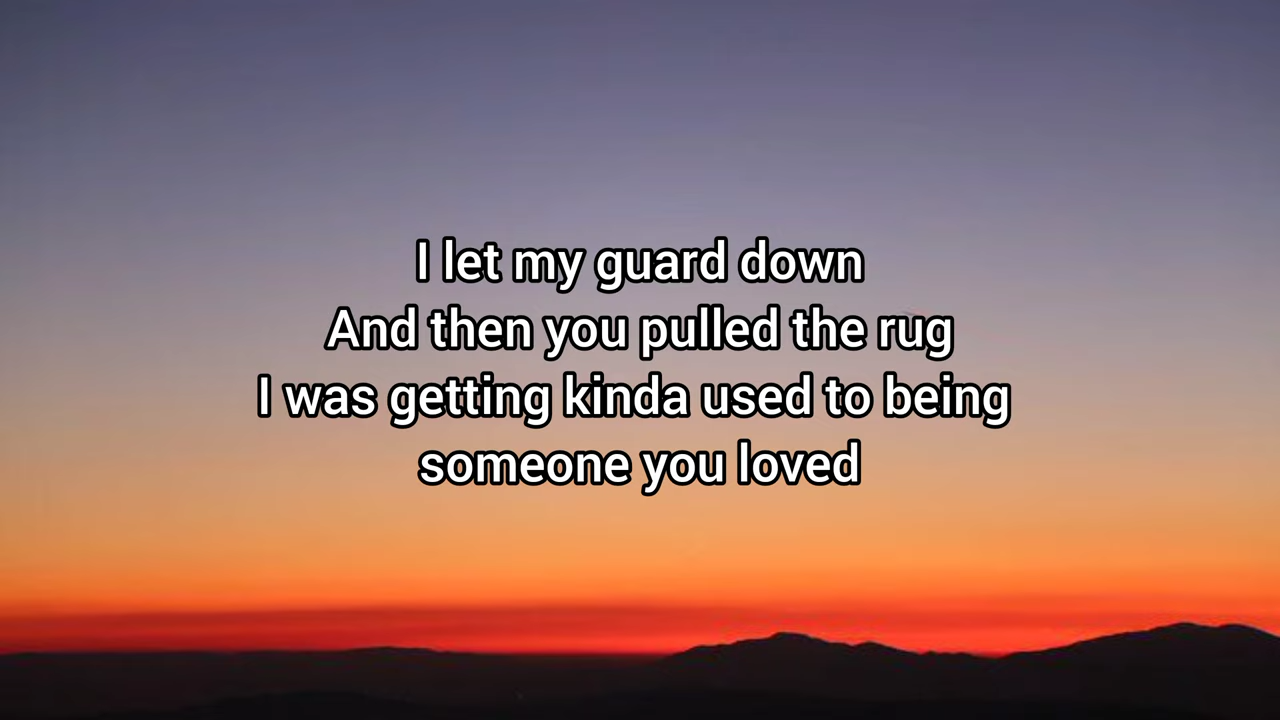 I let my guard down
And then you pulled the rug
I was getting kinda used to being
someone you loved